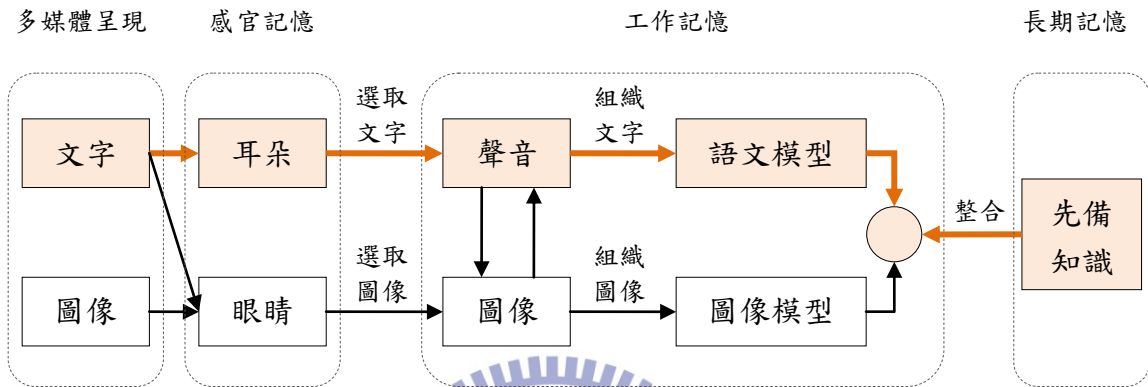 多媒體呈現
感官記憶
工作記憶
長期記憶
選取
文字
組織
文字
文字
耳朵
聲音
語文模型
整合
先備
知識
選取
圖像
組織
圖像
圖像
眼睛
圖像
圖像模型